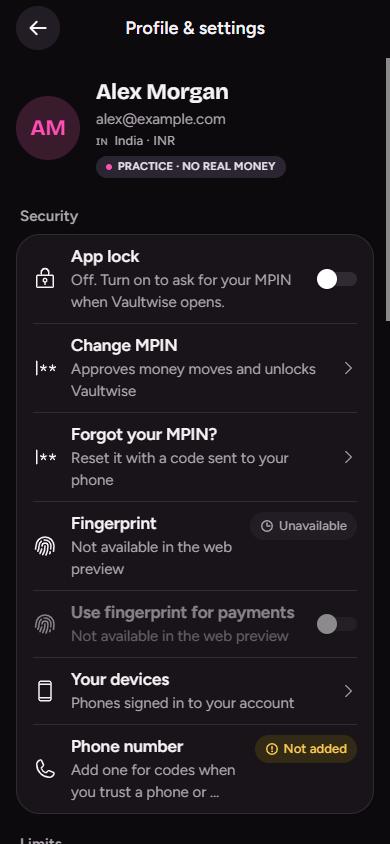 Profile & settings
AM
Alex Morgan
alex@example.com
IN India · INR
PRACTICE · NO REAL MONEY
Security
App lock
Off. Turn on to ask for your MPIN
when Vaultwise opens.
Change MPIN
Approves money moves and unlocks
Vaultwise
Forgot your MPIN?
Reset it with a code sent to your
phone
Fingerprint
Unavailable
Not available in the web
preview
Use fingerprint for payments
Not available in the web preview
Your devices
Phones signed in to your account
Phone number
Not added
Add one for codes when
you trust a phone or ...
Limits